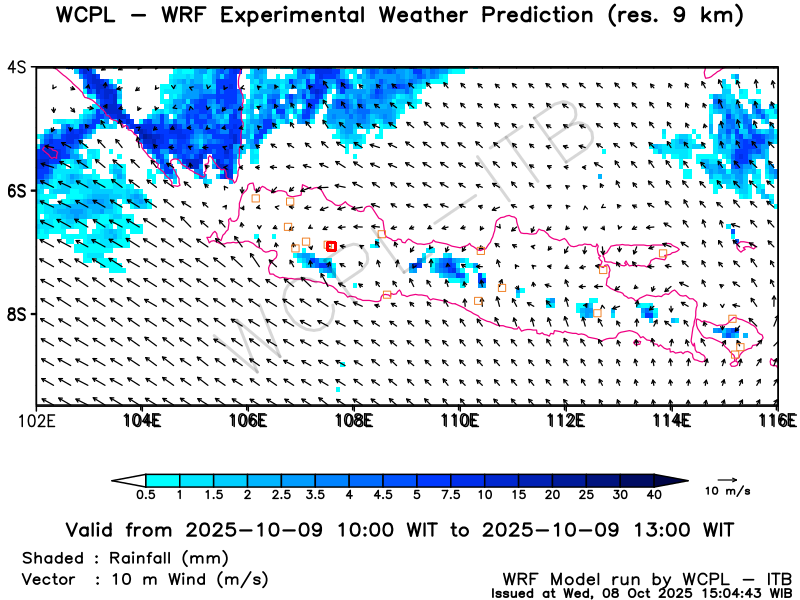 WCPL – WRF Experimental Weather Prediction (res. 9 km)
WCPL – ITB
4S
6S
8S
102E 104E 106E 108E 110E 112E 114E 116E
0.5 1 1.5 2 2.5 3.5 4 4.5 5 7.5 10 15 20 25 30 40
10 m/s
Valid from 2025–10–09 10:00 WIT to 2025–10–09 13:00 WIT
Shaded : Rainfall (mm)
Vector : 10 m Wind (m/s)
WRF Model run by WCPL – ITB
Issued at Wed, 08 Oct 2025 15:04:43 WIB